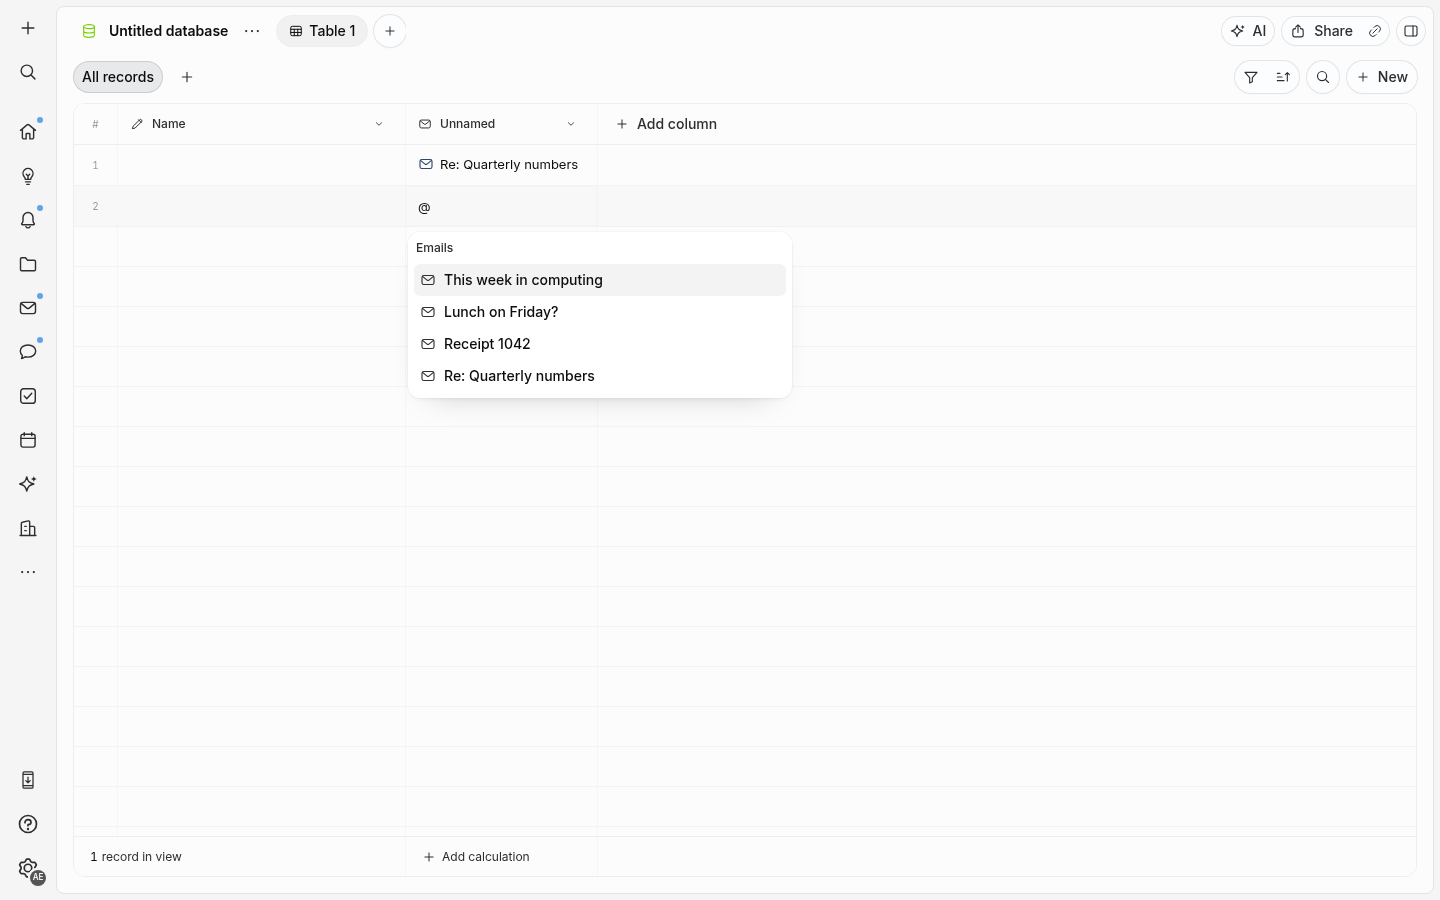 Untitled database
Table 1
AI
Share
All records
New
# Name Unnamed Add column
1 Re: Quarterly numbers
2 @
Emails
This week in computing
Lunch on Friday?
Receipt 1042
Re: Quarterly numbers
1 record in view
Add calculation
AE